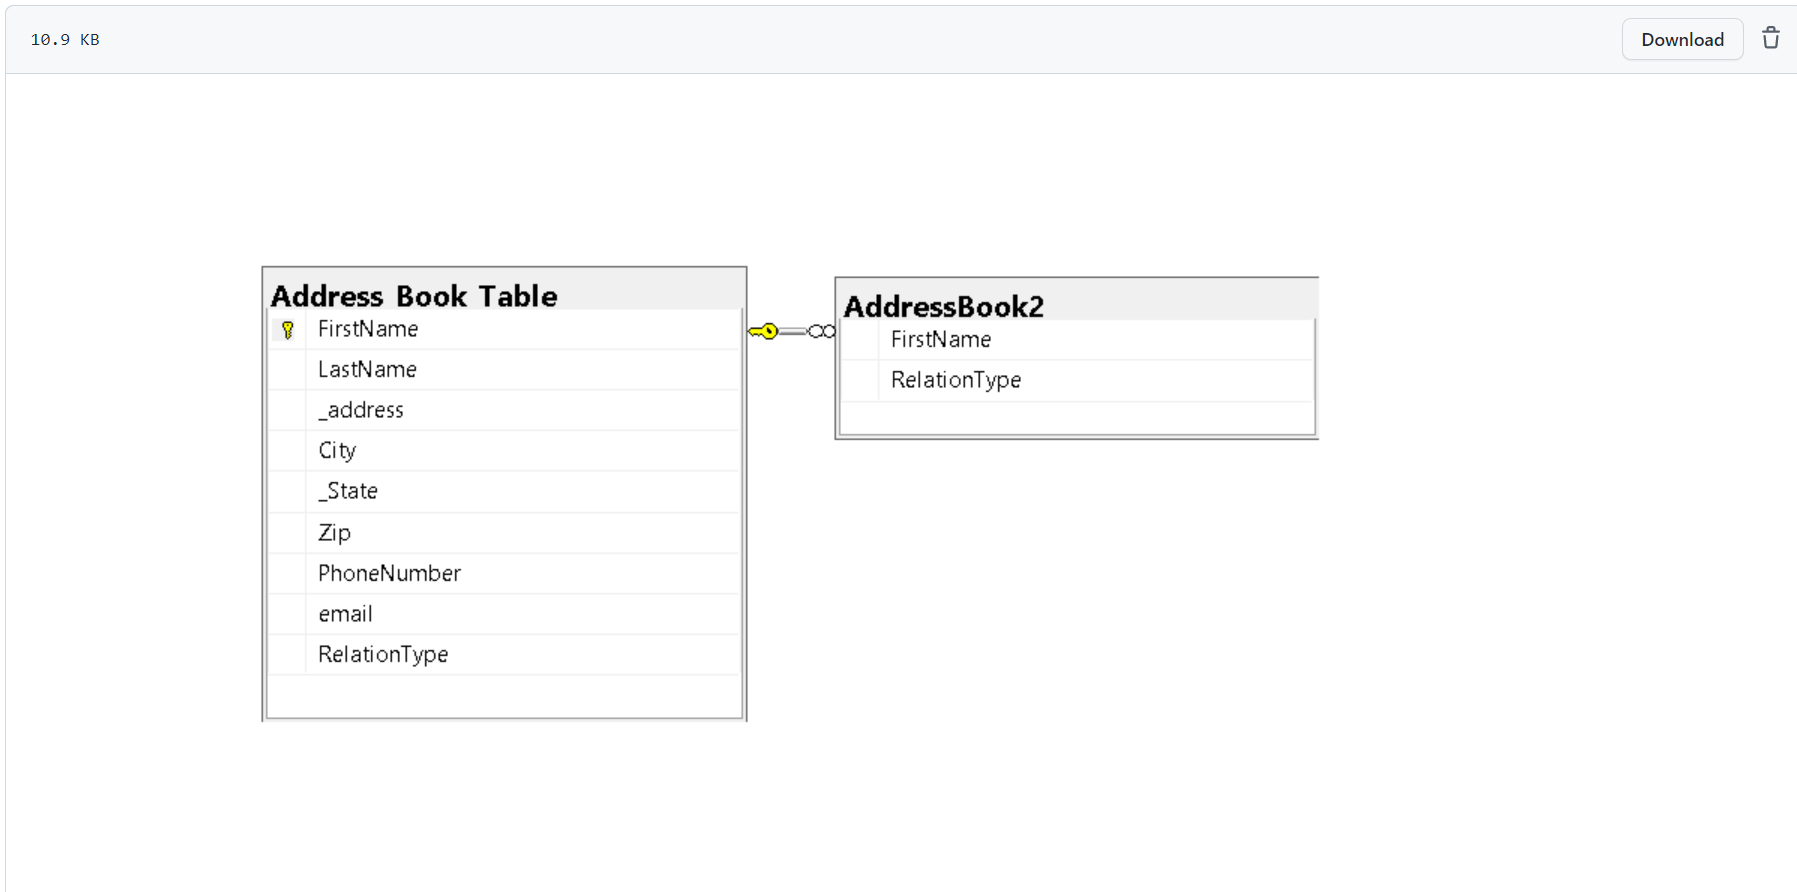 10.9 KB
Download
Address Book Table
FirstName
LastName
_address
City
_State
Zip
PhoneNumber
email
RelationType
AddressBook2
FirstName
RelationType